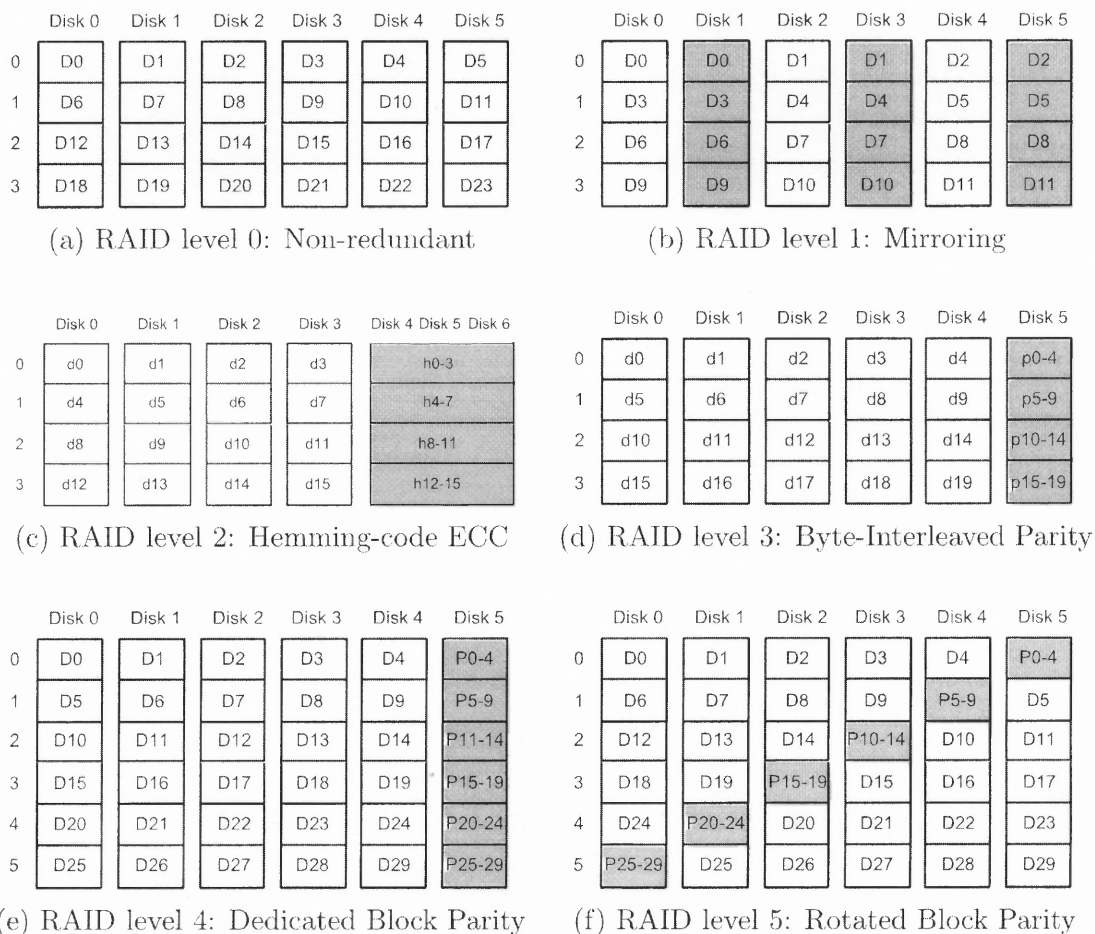 Disk 0 Disk 1 Disk 2 Disk 3 Disk 4 Disk 5
0 D0 D1 D2 D3 D4 D5
1 D6 D7 D8 D9 D10 D11
2 D12 D13 D14 D15 D16 D17
3 D18 D19 D20 D21 D22 D23
(a) RAID level 0: Non-redundant
Disk 0 Disk 1 Disk 2 Disk 3 Disk 4 Disk 5
0 D0 D0 D1 D1 D2 D2
1 D3 D3 D4 D4 D5 D5
2 D6 D6 D7 D7 D8 D8
3 D9 D9 D10 D10 D11 D11
(b) RAID level 1: Mirroring
Disk 0 Disk 1 Disk 2 Disk 3 Disk 4 Disk 5 Disk 6
0 d0 d1 d2 d3 h0-3
1 d4 d5 d6 d7 h4-7
2 d8 d9 d10 d11 h8-11
3 d12 d13 d14 d15 h12-15
(c) RAID level 2: Hemming-code ECC
Disk 0 Disk 1 Disk 2 Disk 3 Disk 4 Disk 5
0 d0 d1 d2 d3 d4 p0-4
1 d5 d6 d7 d8 d9 p5-9
2 d10 d11 d12 d13 d14 p10-14
3 d15 d16 d17 d18 d19 p15-19
(d) RAID level 3: Byte-Interleaved Parity
Disk 0 Disk 1 Disk 2 Disk 3 Disk 4 Disk 5
0 D0 D1 D2 D3 D4 P0-4
1 D5 D6 D7 D8 D9 P5-9
2 D10 D11 D12 D13 D14 P11-14
3 D15 D16 D17 D18 D19 P15-19
4 D20 D21 D22 D23 D24 P20-24
5 D25 D26 D27 D28 D29 P25-29
(e) RAID level 4: Dedicated Block Parity
Disk 0 Disk 1 Disk 2 Disk 3 Disk 4 Disk 5
0 D0 D1 D2 D3 D4 P0-4
1 D6 D7 D8 D9 P5-9 D5
2 D12 D13 D14 P10-14 D10 D11
3 D18 D19 P15-19 D15 D16 D17
4 D24 P20-24 D20 D21 D22 D23
5 P25-29 D25 D26 D27 D28 D29
(f) RAID level 5: Rotated Block Parity